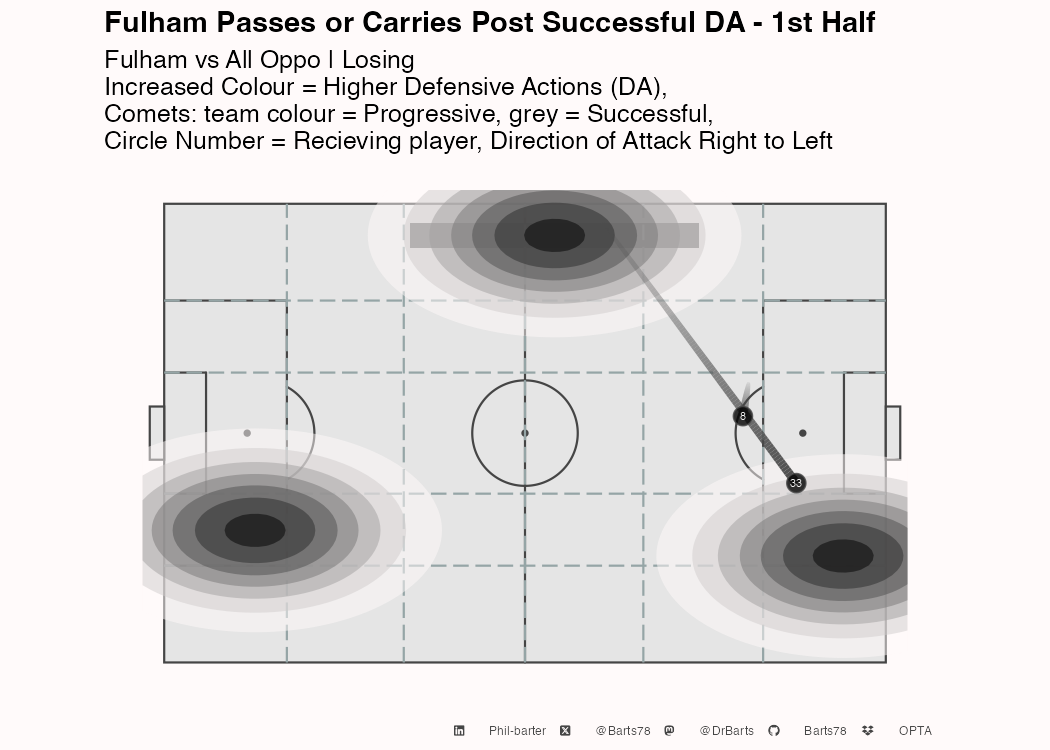 Fulham Passes or Carries Post Successful DA - 1st Half
Fulham vs All Oppo | Losing
Increased Colour = Higher Defensive Actions (DA),
Comets: team colour = Progressive, grey = Successful,
Circle Number = Recieving player, Direction of Attack Right to Left
8
33
Phil-barter @Barts78 @DrBarts Barts78 OPTA